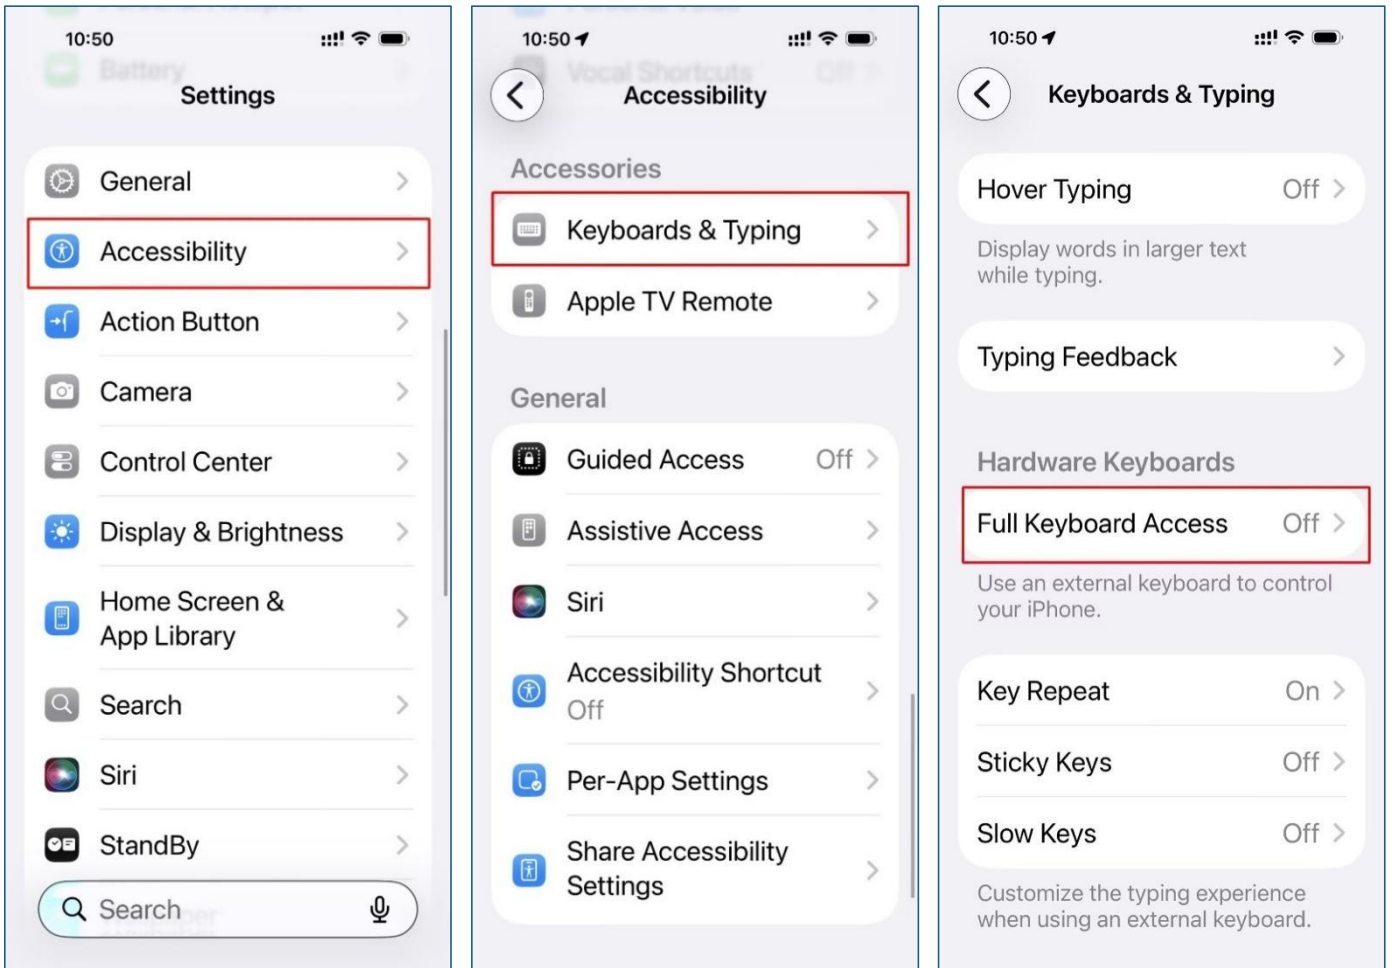 10:50
Battery
Settings
General
Accessibility
Action Button
Camera
Control Center
Display & Brightness
Home Screen &
App Library
Search
Siri
StandBy
Search
10:50
Vocal Shortcuts Off
Accessibility
Accessories
Keyboards & Typing
Apple TV Remote
General
Guided Access Off
Assistive Access
Siri
Accessibility Shortcut
Off
Per-App Settings
Share Accessibility
Settings
10:50
Keyboards & Typing
Hover Typing Off
Display words in larger text
while typing.
Typing Feedback
Hardware Keyboards
Full Keyboard Access Off
Use an external keyboard to control
your iPhone.
Key Repeat On
Sticky Keys Off
Slow Keys Off
Customize the typing experience
when using an external keyboard.